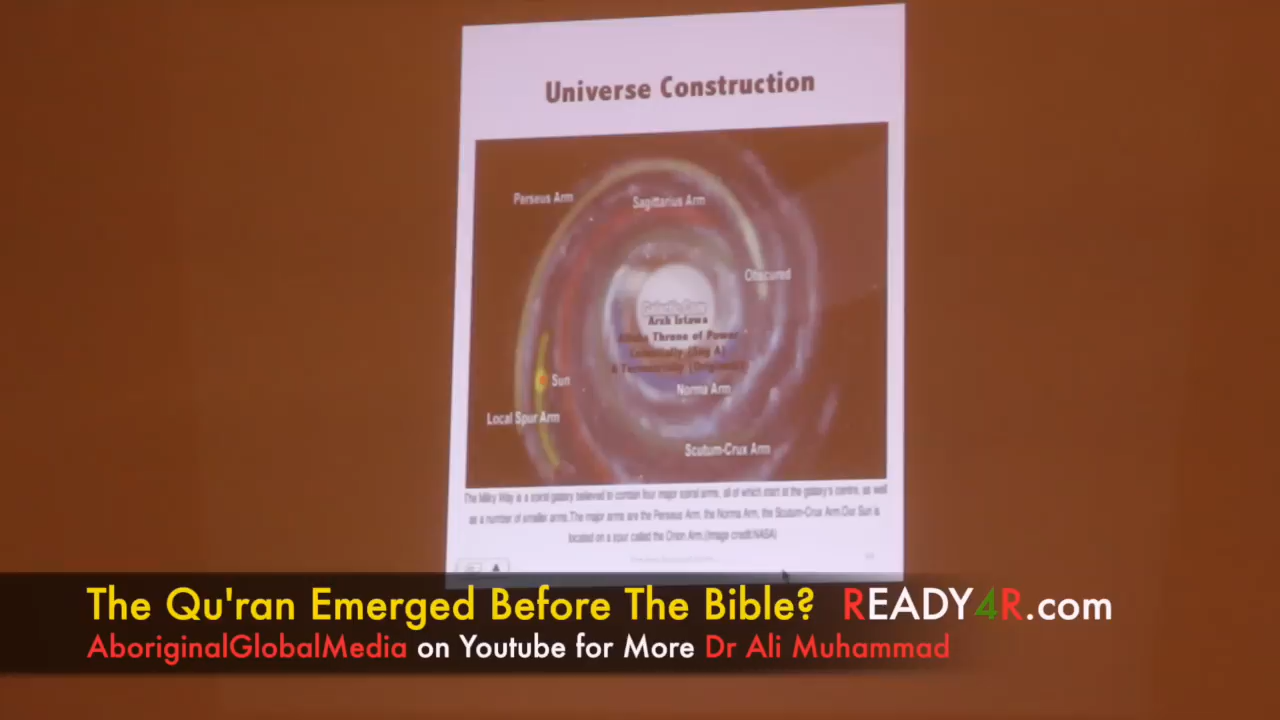 Universe Construction
Perseus Arm
Sagittarius Arm
Obscured
Galactic Core
Arsh Istawa
Throne of Power
(Sag A)
Sun
Norma Arm
Local Spur Arm
Scutum-Crux Arm
The Milky Way is a spiral galaxy believed to contain four major spiral arms, all of which start at the galaxy's centre, as well
as a number of smaller arms.The major arms are the Perseus Arm, the Norma Arm, the Scutum-Crux Arm.Our Sun is
located on a spur called the Orion Arm.(Image credit:NASA)
The Qu'ran Emerged Before The Bible? READY4R.com
AboriginalGlobalMedia on Youtube for More Dr Ali Muhammad